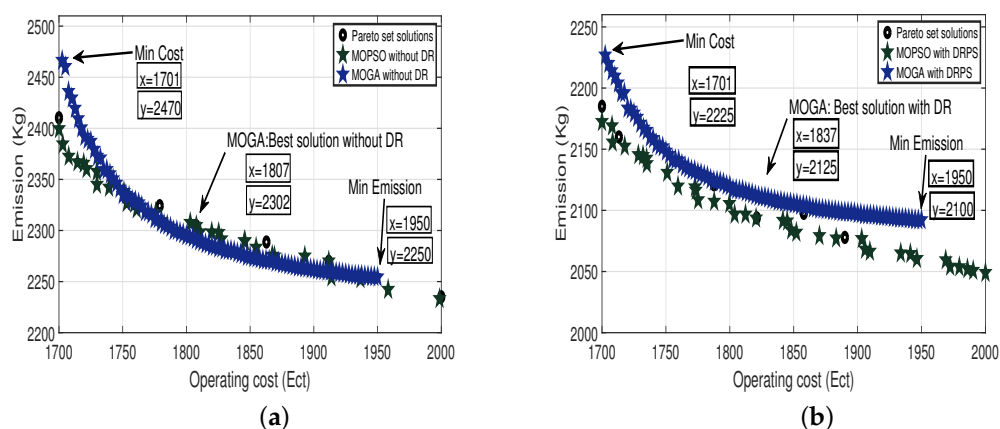 2500
2450
2400
2350
2300
2250
2200
Emission (Kg)
1700 1750 1800 1850 1900 1950 2000
Operating cost (Ect)
Pareto set solutions
MOPSO without DR
MOGA without DR
Min Cost
x=1701
y=2470
MOGA:Best solution without DR
x=1807
y=2302
Min Emission
x=1950
y=2250
(a)
2250
2200
2150
2100
2050
2000
Emission (Kg)
1700 1750 1800 1850 1900 1950 2000
Operating cost (Ect)
Pareto set solutions
MOPSO with DRPS
MOGA with DRPS
Min Cost
x=1701
y=2225
MOGA: Best solution with DR
x=1837
y=2125
Min Emission
x=1950
y=2100
(b)